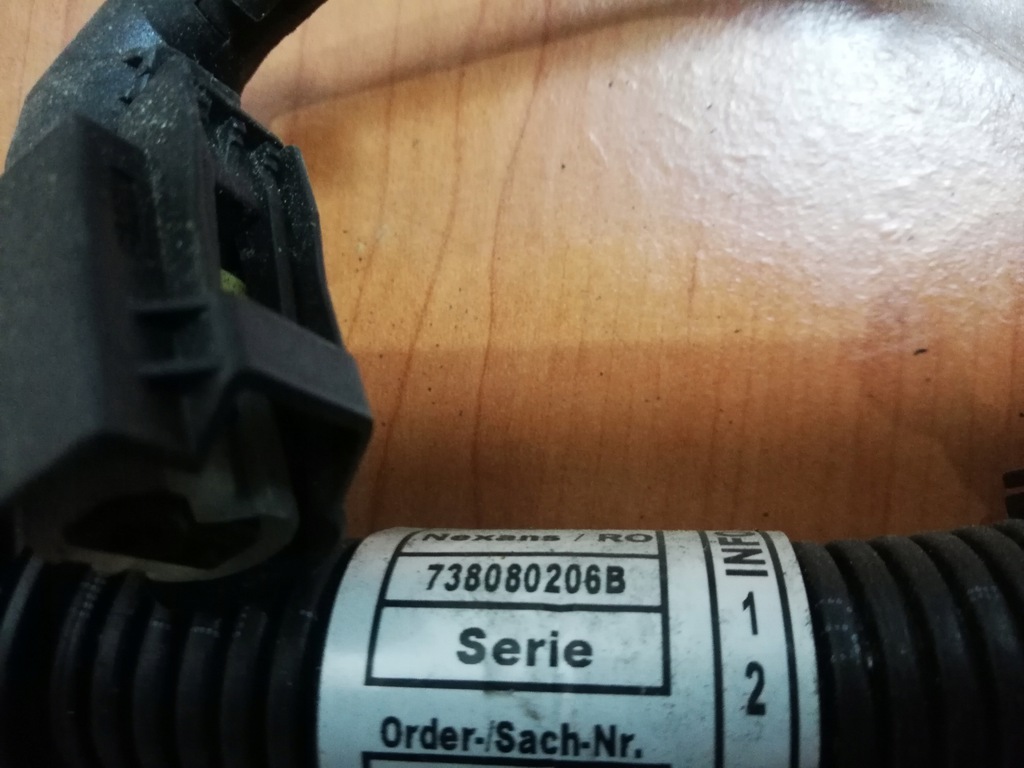 Nexans / RO
738080206B
Serie
Order-/Sach-Nr.
INFO
1
2